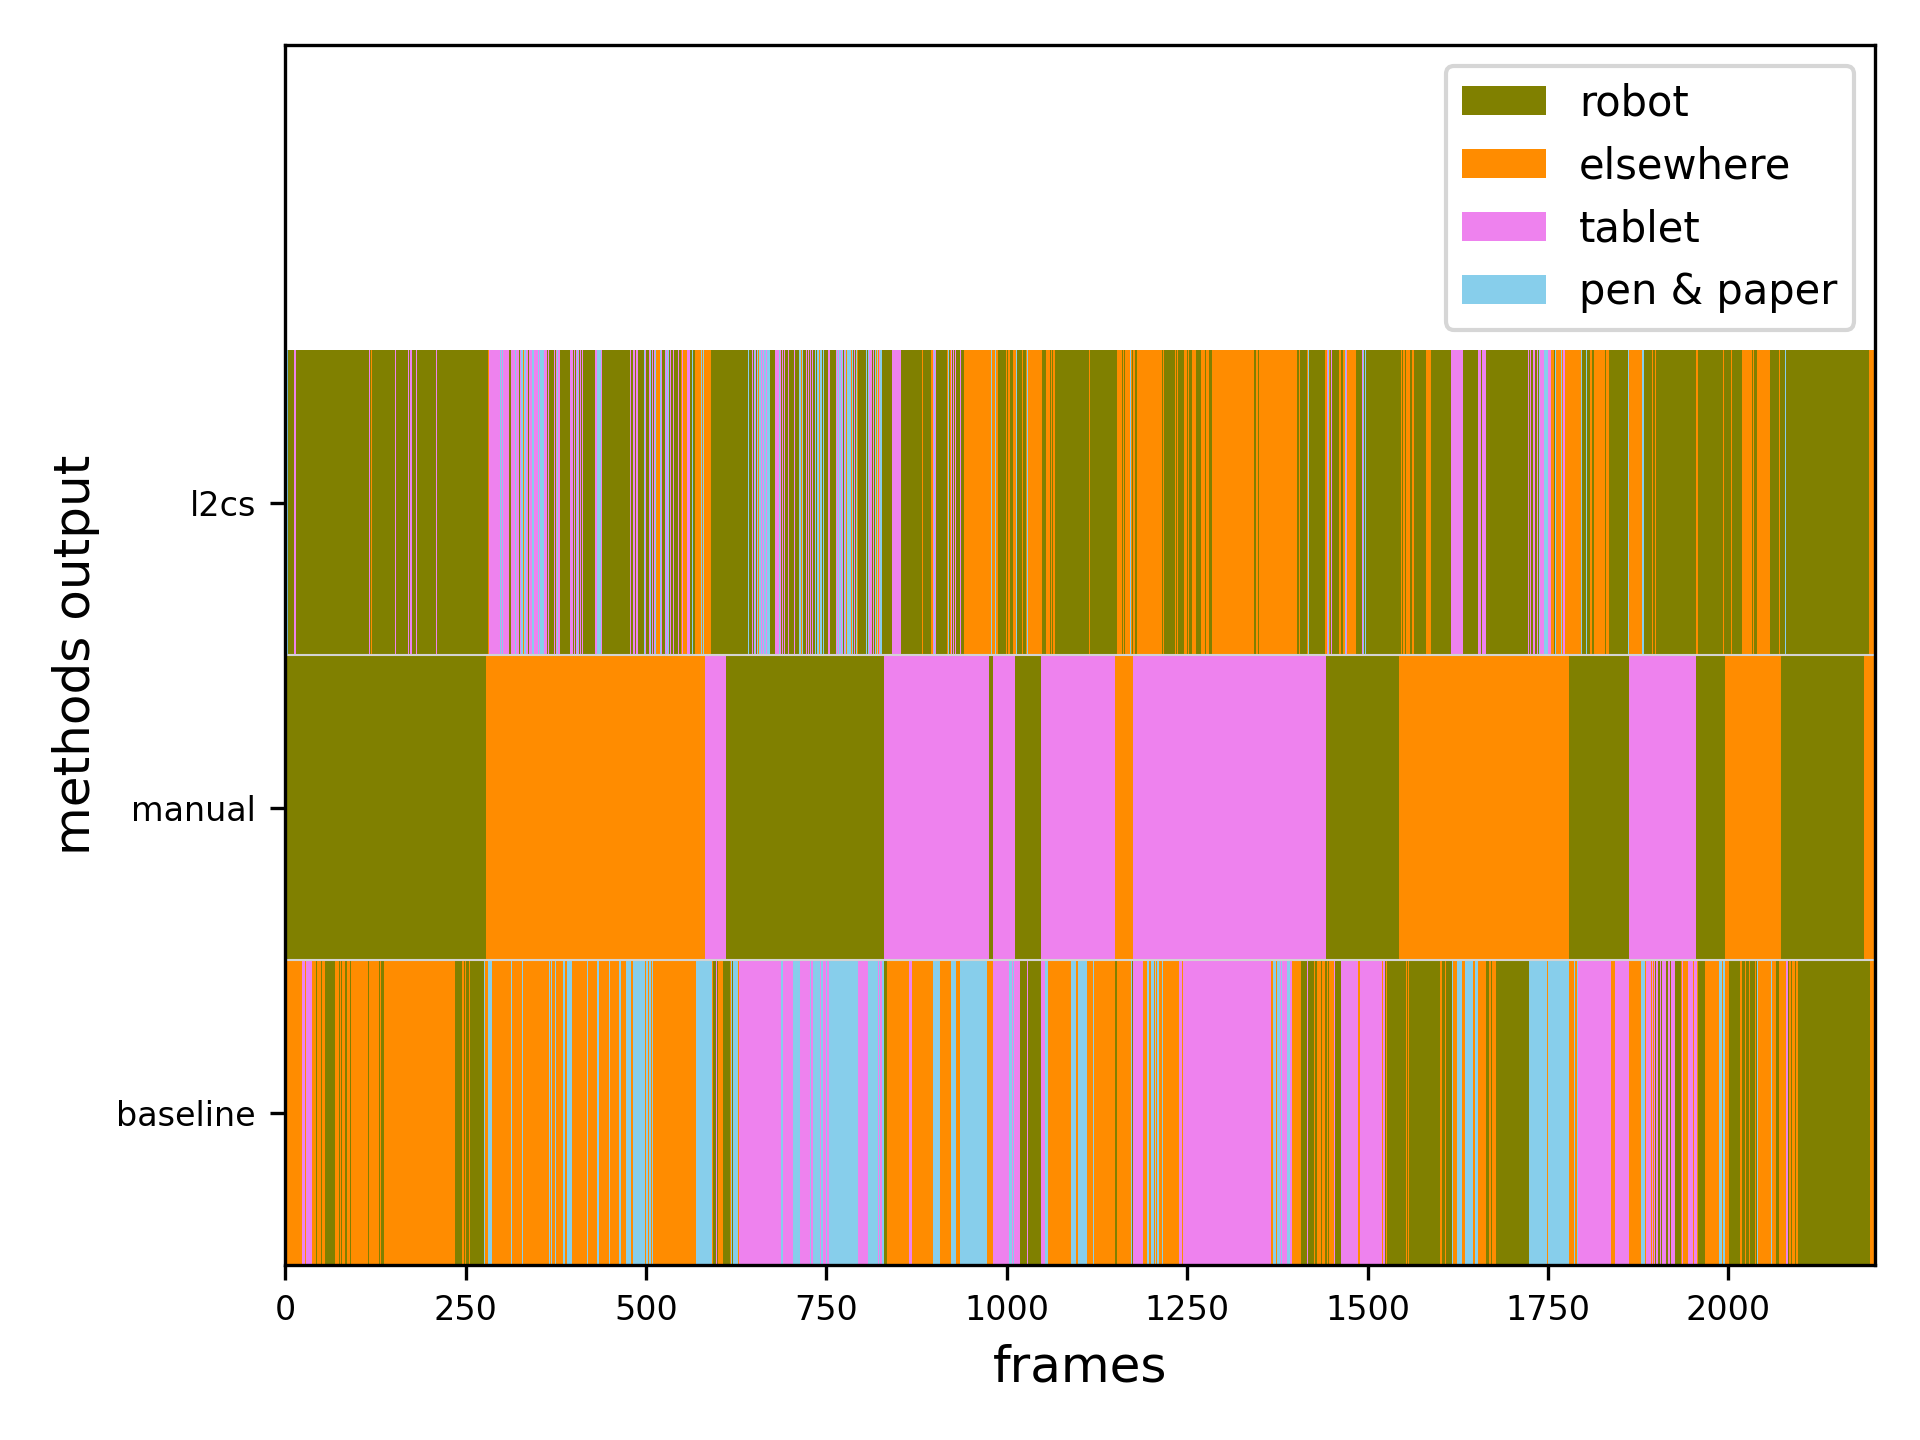 robot
elsewhere
tablet
pen & paper
methods output
l2cs
manual
baseline
0 250 500 750 1000 1250 1500 1750 2000
frames